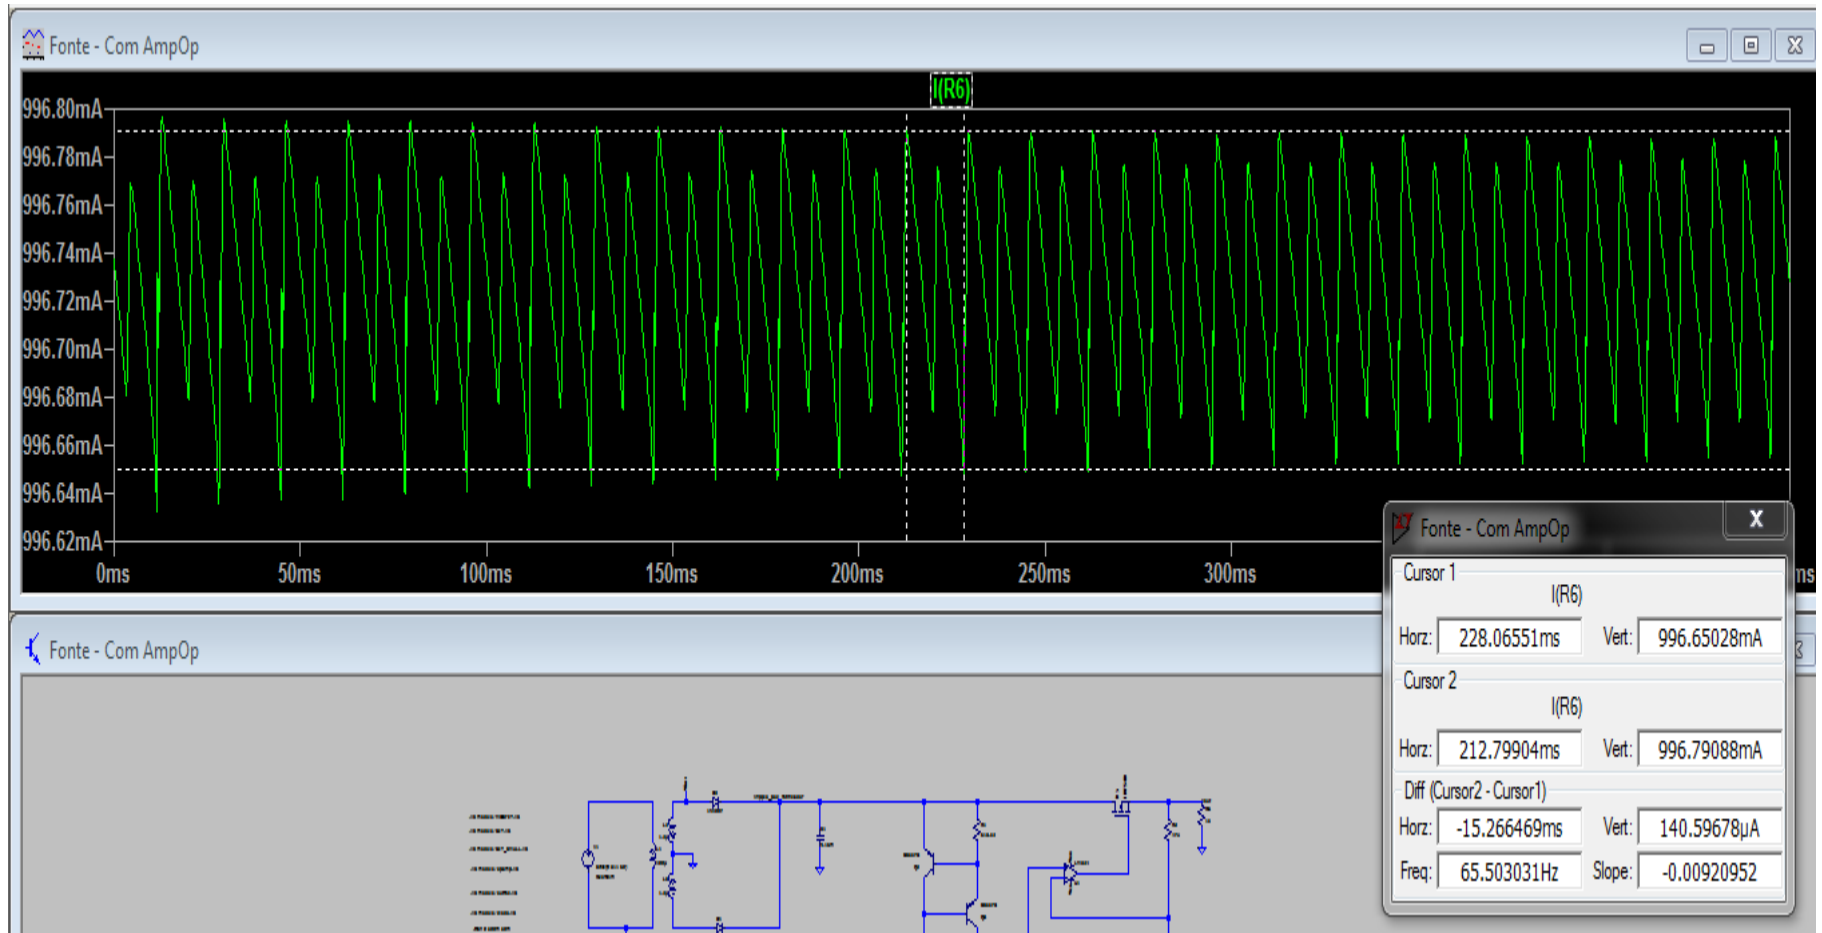 Fonte - Com AmpOp
I(R6)
996.80mA
996.78mA
996.76mA
996.74mA
996.72mA
996.70mA
996.68mA
996.66mA
996.64mA
996.62mA
0ms
50ms
100ms
150ms
200ms
250ms
300ms
ms
Fonte - Com AmpOp
Fonte - Com AmpOp
X
Cursor 1
I(R6)
Horz: 228.06551ms Vert: 996.65028mA
Cursor 2
I(R6)
Horz: 212.79904ms Vert: 996.79088mA
Diff (Cursor2 - Cursor1)
Horz: -15.266469ms Vert: 140.59678µA
Freq: 65.503031Hz Slope: -0.00920952